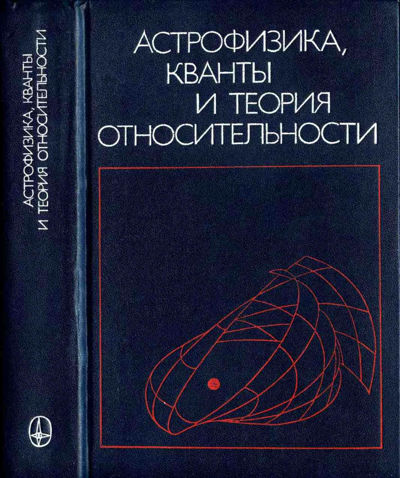 АСТРОФИЗИКА, КВАНТЫ
И ТЕОРИЯ ОТНОСИТЕЛЬНОСТИ
АСТРОФИЗИКА,
КВАНТЫ
И ТЕОРИЯ
ОТНОСИТЕЛЬНОСТИ